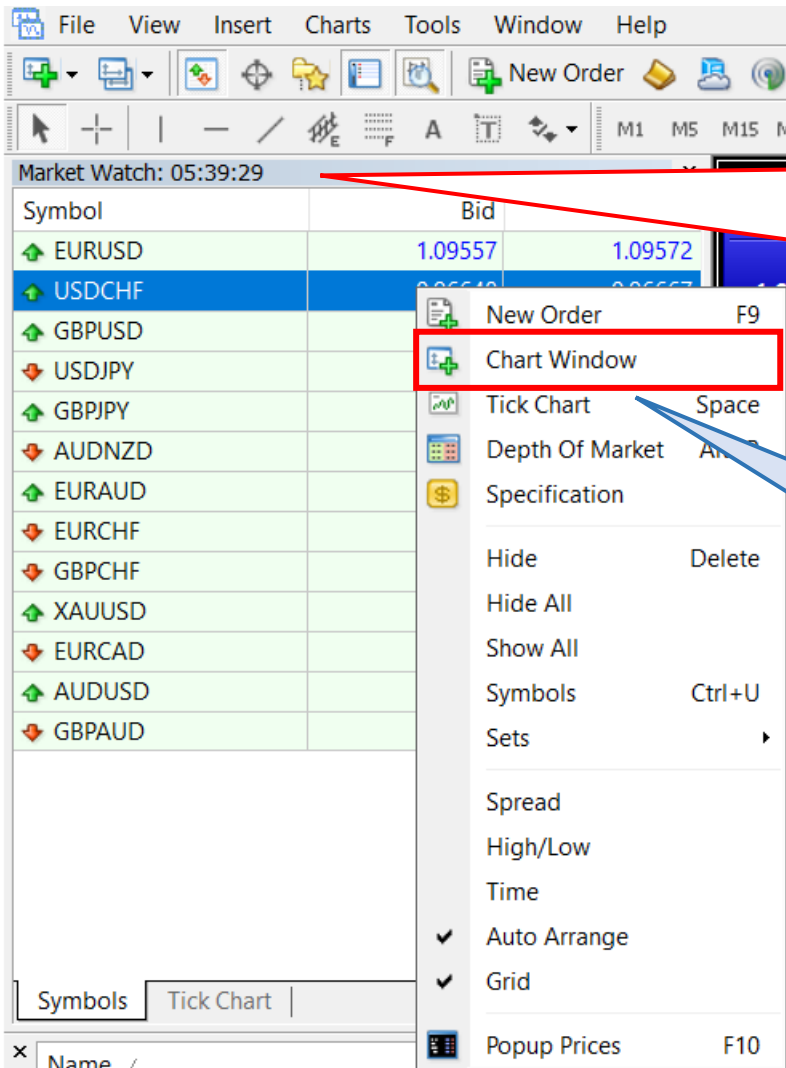 File View Insert Charts Tools Window Help
New Order
A T M1 M5 M15
Market Watch: 05:39:29
Symbol Bid
EURUSD 1.09557 1.09572
USDCHF
GBPUSD
USDJPY
GBPJPY
AUDNZD
EURAUD
EURCHF
GBPCHF
XAUUSD
EURCAD
AUDUSD
GBPAUD
New Order F9
Chart Window
Tick Chart Space
Depth Of Market
Specification
Hide Delete
Hide All
Show All
Symbols Ctrl+U
Sets
Spread
High/Low
Time
Auto Arrange
Grid
Popup Prices F10
Symbols Tick Chart
Name